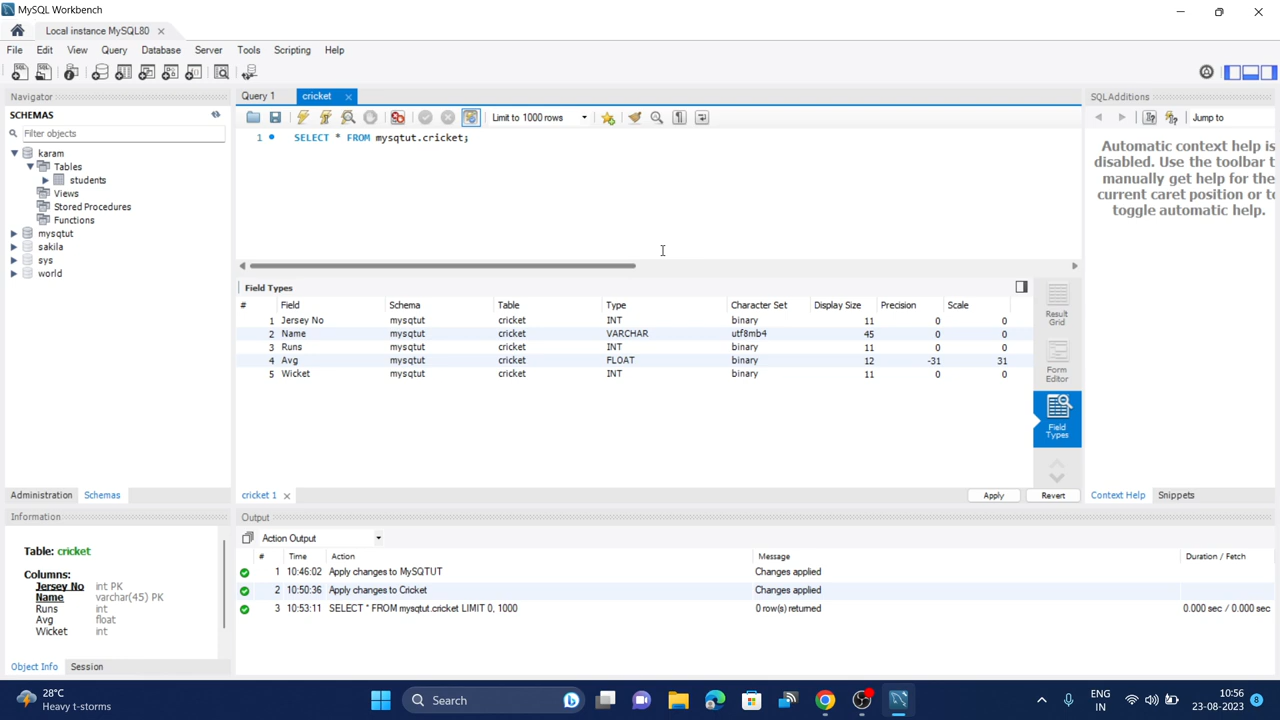 MySQL Workbench
Local instance MySQL80
File Edit View Query Database Server Tools Scripting Help
Navigator
SCHEMAS
Filter objects
karam
Tables
students
Views
Stored Procedures
Functions
mysqtut
sakila
sys
world
Administration Schemas
Information
Table: cricket
Columns:
Jersey No int PK
Name varchar(45) PK
Runs int
Avg float
Wicket int
Object Info Session
Query 1 cricket
Limit to 1000 rows
1 SELECT * FROM mysqtut.cricket;
Field Types
# Field Schema Table Type Character Set Display Size Precision Scale
1 Jersey No mysqtut cricket INT binary 11 0 0
2 Name mysqtut cricket VARCHAR utf8mb4 45 0 0
3 Runs mysqtut cricket INT binary 11 0 0
4 Avg mysqtut cricket FLOAT binary 12 -31 31
5 Wicket mysqtut cricket INT binary 11 0 0
Result
Grid
Form
Editor
Field
Types
cricket 1 Apply Revert
SQLAdditions
Jump to
Automatic context help is
disabled. Use the toolbar t
manually get help for the
current caret position or to
toggle automatic help.
Context Help Snippets
Output
Action Output
# Time Action Message Duration / Fetch
1 10:46:02 Apply changes to MySQTUT Changes applied
2 10:50:36 Apply changes to Cricket Changes applied
3 10:53:11 SELECT * FROM mysqtut.cricket LIMIT 0, 1000 0 row(s) returned 0.000 sec / 0.000 sec
28°C
Heavy t-storms
Search
ENG
IN
10:56
23-08-2023
8